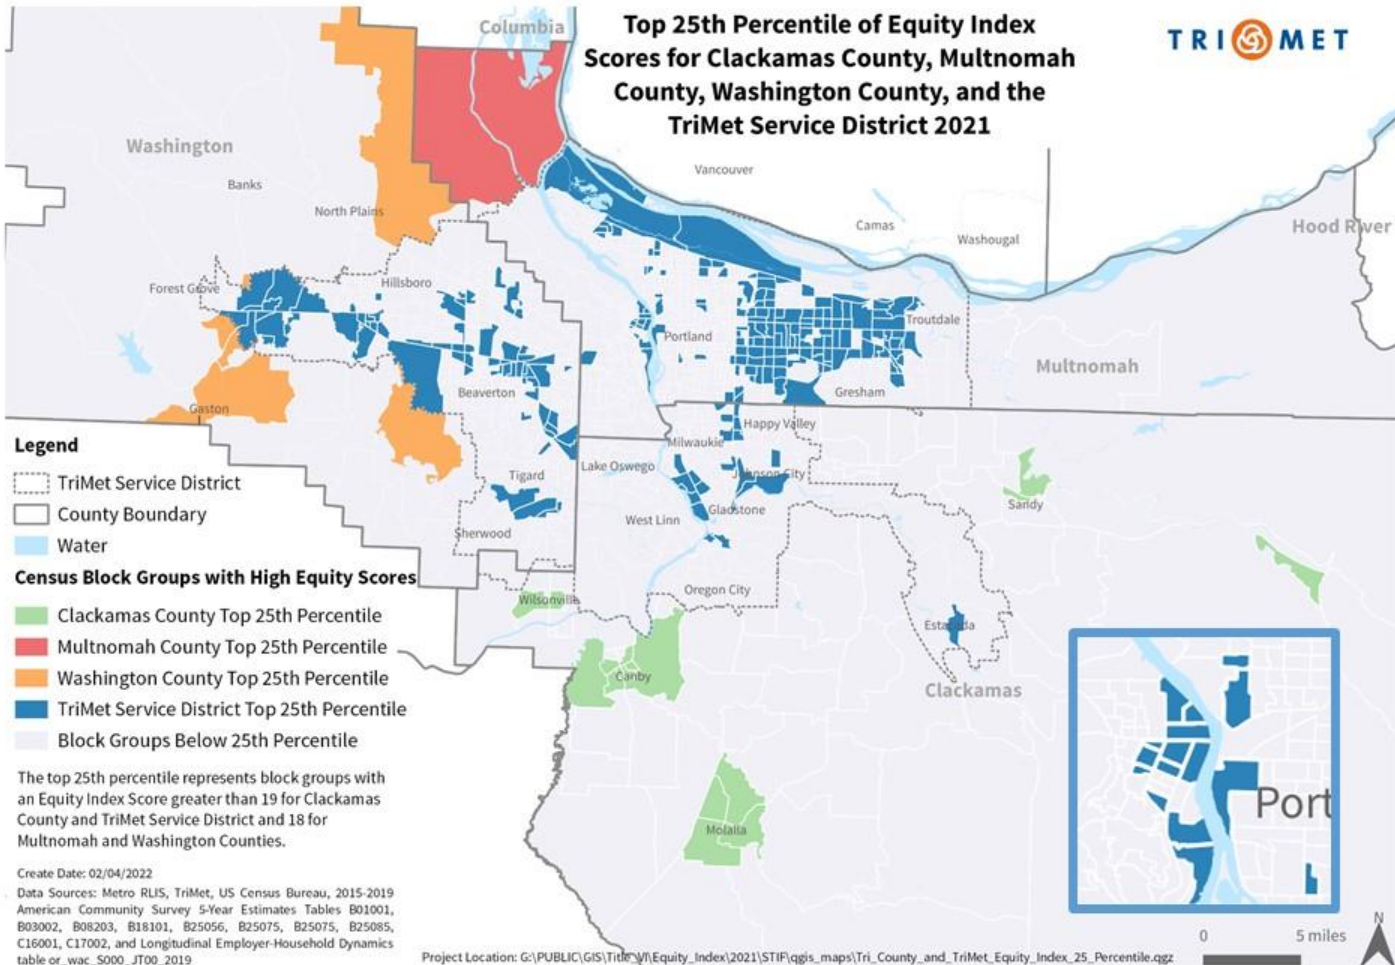 Top 25th Percentile of Equity Index
Scores for Clackamas County, Multnomah
County, Washington County, and the
TriMet Service District 2021
TRI MET
Columbia
Washington
Banks
North Plains
Vancouver
Camas
Washougal
Hood River
Forest Grove
Hillsboro
Portland
Troutdale
Multnomah
Beaverton
Gresham
Gaston
Happy Valley
Milwaukie
Lake Oswego
Johnson City
Tigard
Gladstone
West Linn
Sandy
Sherwood
Oregon City
Wilsonville
Estacada
Canby
Clackamas
Molalla
Legend
TriMet Service District
County Boundary
Water
Census Block Groups with High Equity Scores
Clackamas County Top 25th Percentile
Multnomah County Top 25th Percentile
Washington County Top 25th Percentile
TriMet Service District Top 25th Percentile
Block Groups Below 25th Percentile
The top 25th percentile represents block groups with
an Equity Index Score greater than 19 for Clackamas
County and TriMet Service District and 18 for
Multnomah and Washington Counties.
Create Date: 02/04/2022
Data Sources: Metro RLIS, TriMet, US Census Bureau, 2015-2019
American Community Survey 5-Year Estimates Tables B01001,
B03002, B08203, B18101, B25056, B25075, B25075, B25085,
C16001, C17002, and Longitudinal Employer-Household Dynamics
table or_wac_S000_JT00_2019
Port
N
0 5 miles
Project Location: G:\PUBLIC\GIS\Title_VI\Equity_Index\2021\STIF\qgis_maps\Tri_County_and_TriMet_Equity_Index_25_Percentile.qgz